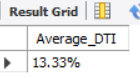 Result Grid
Average_DTI
13.33%